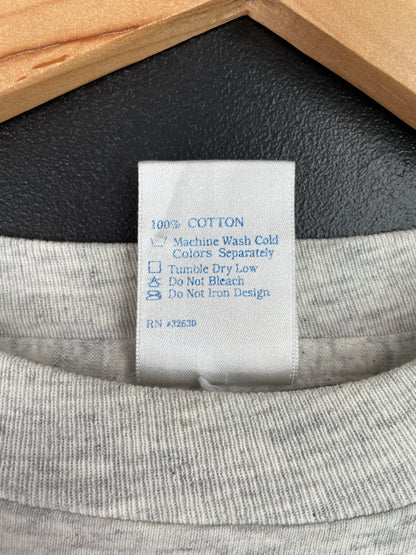 100% COTTON
Machine Wash Cold
Colors Separately
Tumble Dry Low
Do Not Bleach
Do Not Iron Design
RN #32630